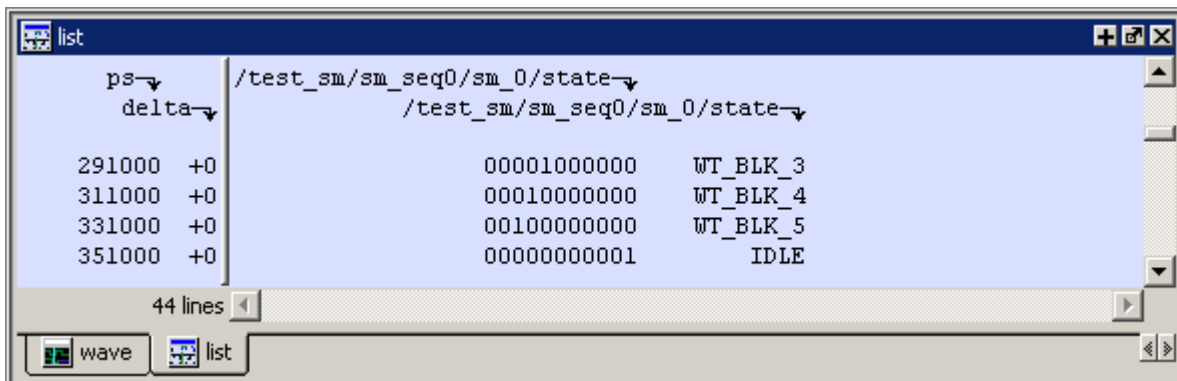 list
ps /test_sm/sm_seq0/sm_0/state
delta /test_sm/sm_seq0/sm_0/state
291000 +0 00001000000 WT_BLK_3
311000 +0 00010000000 WT_BLK_4
331000 +0 00100000000 WT_BLK_5
351000 +0 00000000001 IDLE
44 lines
wave list